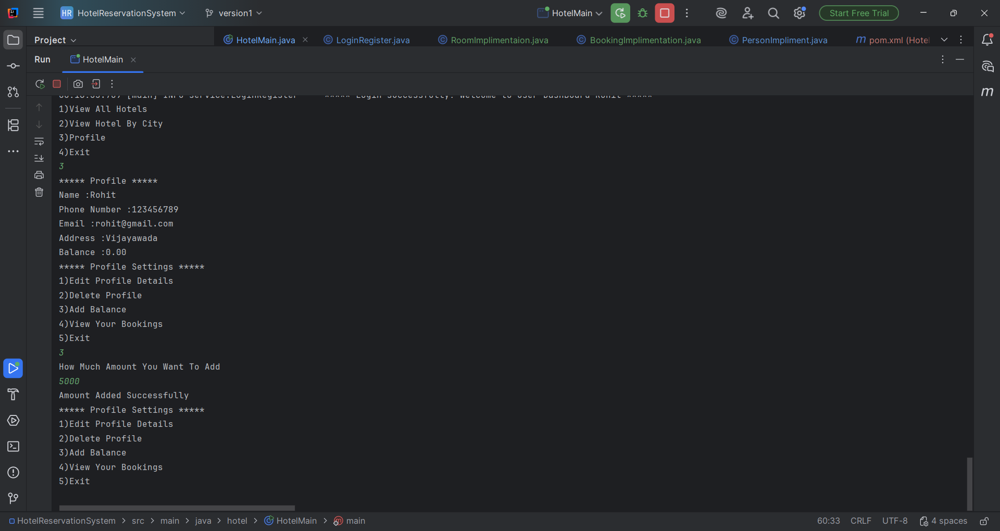 HR HotelReservationSystem version1 HotelMain Start Free Trial
Project HotelMain.java LoginRegister.java RoomImplimentaion.java BookingImplimentation.java PersonImpliment.java m pom.xml (Hotel
Run HotelMain
[main] INFO service.LoginRegister ***** Login successfully. Welcome to User Dashboard Rohit *****
1)View All Hotels
2)View Hotel By City
3)Profile
4)Exit
3
***** Profile *****
Name :Rohit
Phone Number :123456789
Email :rohit@gmail.com
Address :Vijayawada
Balance :0.00
***** Profile Settings *****
1)Edit Profile Details
2)Delete Profile
3)Add Balance
4)View Your Bookings
5)Exit
3
How Much Amount You Want To Add
5000
Amount Added Successfully
***** Profile Settings *****
1)Edit Profile Details
2)Delete Profile
3)Add Balance
4)View Your Bookings
5)Exit
HotelReservationSystem > src > main > java > hotel > HotelMain > main 60:33 CRLF UTF-8 4 spaces